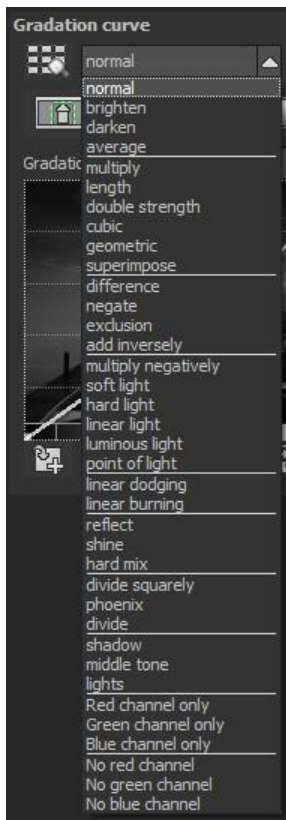 Gradation curve
normal
normal
brighten
darken
average
Gradatio
multiply
length
double strength
cubic
geometric
superimpose
difference
negate
exclusion
add inversely
multiply negatively
soft light
hard light
linear light
luminous light
point of light
linear dodging
linear burning
reflect
shine
hard mix
divide squarely
phoenix
divide
shadow
middle tone
lights
Red channel only
Green channel only
Blue channel only
No red channel
No green channel
No blue channel